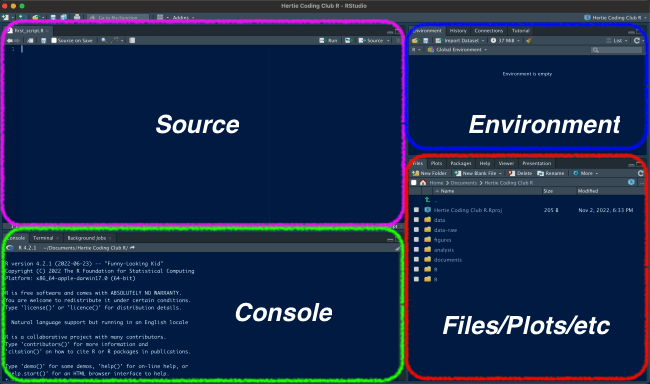 Hertie Coding Club R - RStudio
Go to file/function
Addins
Hertie Coding Club R
first_script.R
Source on Save
Run
Source
1
Source
Console
Terminal
Background Jobs
R 4.2.1 · ~/Documents/Hertie Coding Club R/
R version 4.2.1 (2022-06-23) -- "Funny-Looking Kid"
Copyright (C) 2022 The R Foundation for Statistical Computing
Platform: x86_64-apple-darwin17.0 (64-bit)
R is free software and comes with ABSOLUTELY NO WARRANTY.
You are welcome to redistribute it under certain conditions.
Type 'license()' or 'licence()' for distribution details.
Natural language support but running in an English locale
R is a collaborative project with many contributors.
Type 'contributors()' for more information and
'citation()' on how to cite R or R packages in publications.
Type 'demo()' for some demos, 'help()' for on-line help, or
'help.start()' for an HTML browser interface to help.
Console
Environment
History
Connections
Tutorial
Import Dataset
37 MiB
List
R
Global Environment
Environment is empty
Environment
Files
Plots
Packages
Help
Viewer
Presentation
New Folder
New Blank File
Delete
Rename
More
Home
Documents
Hertie Coding Club R
Name
Size
Modified
..
Hertie Coding Club R.Rproj
205 B
Nov 2, 2022, 6:33 PM
data
data-raw
figures
analysis
documents
R
R
Files/Plots/etc